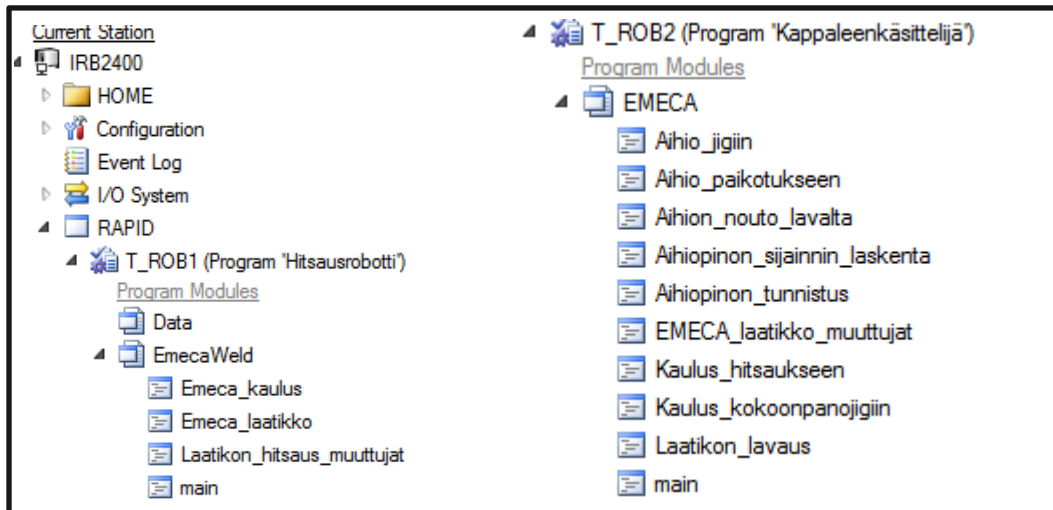 Current Station
IRB2400
HOME
Configuration
Event Log
I/O System
RAPID
T_ROB1 (Program 'Hitsausrobotti')
Program Modules
Data
EmecaWeld
Emeca_kaulus
Emeca_laatikko
Laatikon_hitsaus_muuttujat
main
T_ROB2 (Program 'Kappaleenkäsittelijä')
Program Modules
EMECA
Aihio_jigiin
Aihio_paikotukseen
Aihion_nouto_lavalta
Aihiopinon_sijainnin_laskenta
Aihiopinon_tunnistus
EMECA_laatikko_muuttujat
Kaulus_hitsaukseen
Kaulus_kokoonpanojigiin
Laatikon_lavaus
main